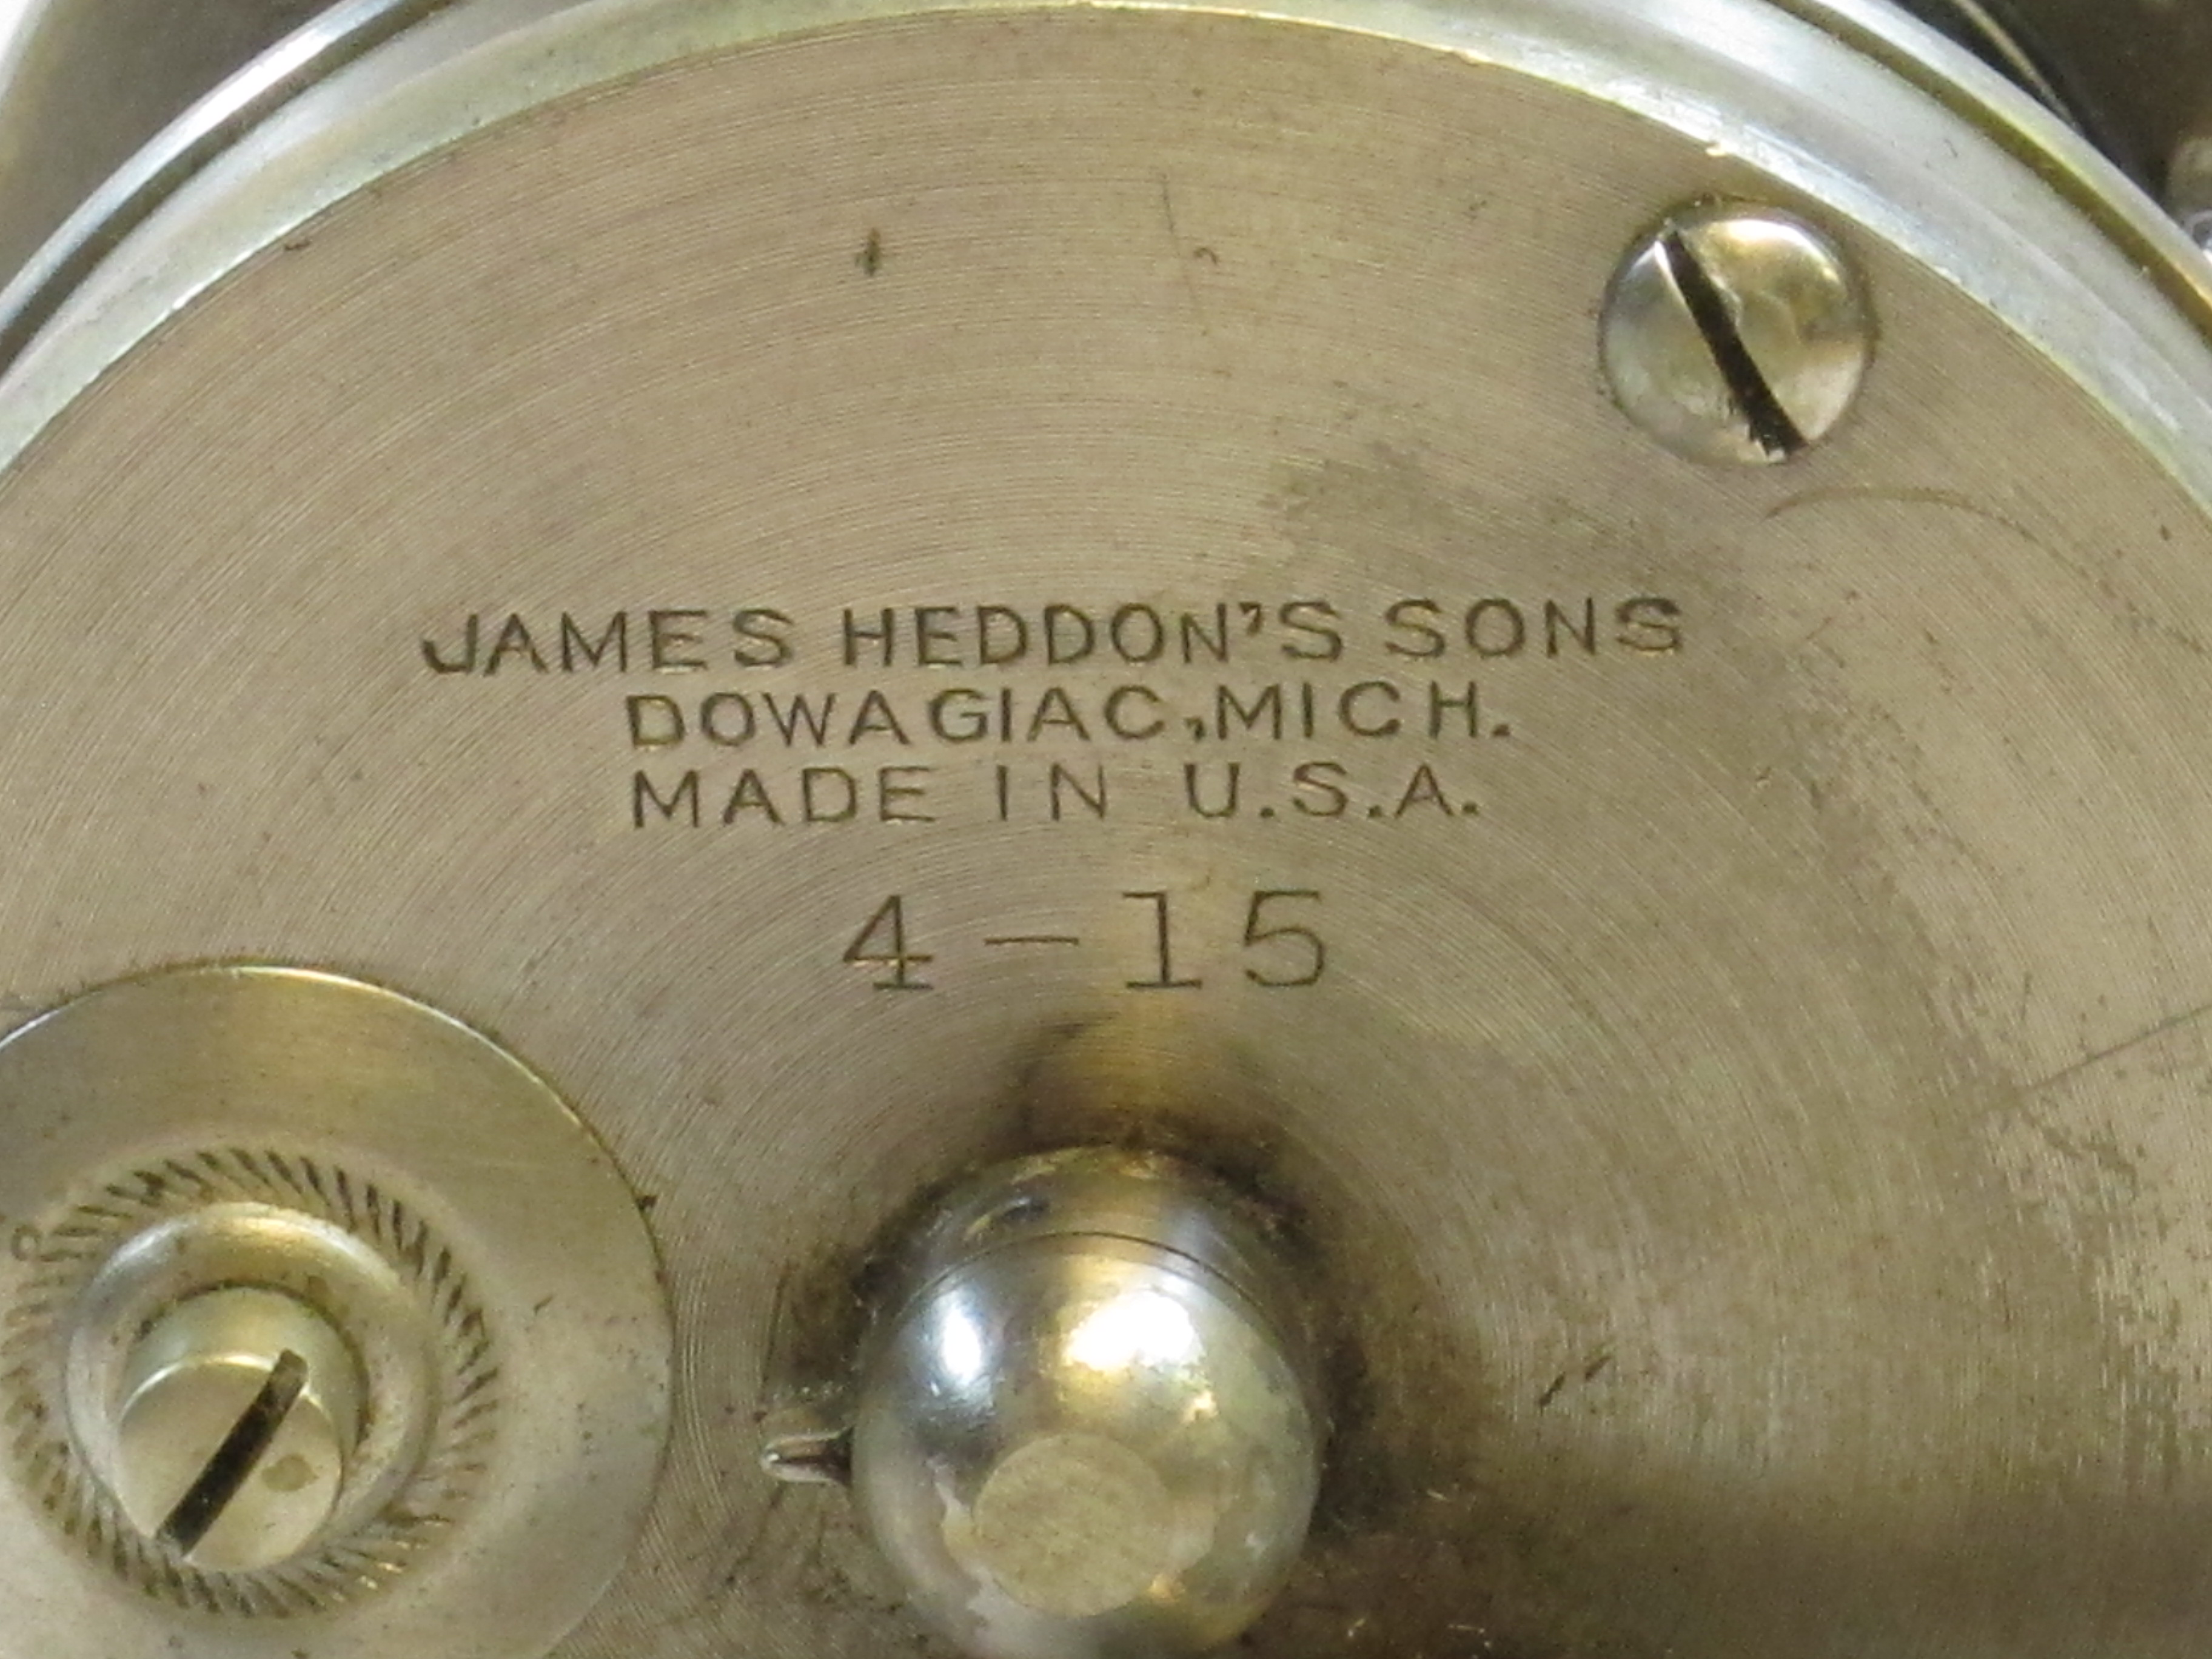 JAMES HEDDON'S SONS
DOWAGIAC, MICH.
MADE IN U.S.A.
4-15